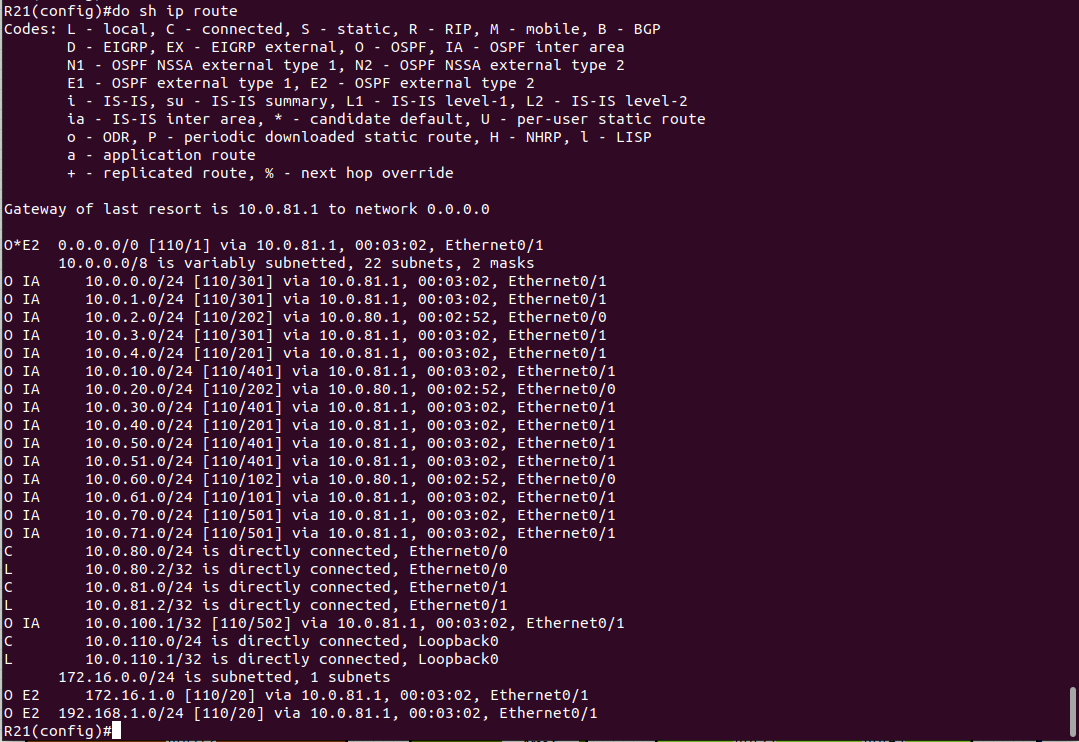 R21(config)#do sh ip route
Codes: L - local, C - connected, S - static, R - RIP, M - mobile, B - BGP
       D - EIGRP, EX - EIGRP external, O - OSPF, IA - OSPF inter area
       N1 - OSPF NSSA external type 1, N2 - OSPF NSSA external type 2
       E1 - OSPF external type 1, E2 - OSPF external type 2
       i - IS-IS, su - IS-IS summary, L1 - IS-IS level-1, L2 - IS-IS level-2
       ia - IS-IS inter area, * - candidate default, U - per-user static route
       o - ODR, P - periodic downloaded static route, H - NHRP, l - LISP
       a - application route
       + - replicated route, % - next hop override
Gateway of last resort is 10.0.81.1 to network 0.0.0.0
O*E2  0.0.0.0/0 [110/1] via 10.0.81.1, 00:03:02, Ethernet0/1
      10.0.0.0/8 is variably subnetted, 22 subnets, 2 masks
O IA     10.0.0.0/24 [110/301] via 10.0.81.1, 00:03:02, Ethernet0/1
O IA     10.0.1.0/24 [110/301] via 10.0.81.1, 00:03:02, Ethernet0/1
O IA     10.0.2.0/24 [110/202] via 10.0.80.1, 00:02:52, Ethernet0/0
O IA     10.0.3.0/24 [110/301] via 10.0.81.1, 00:03:02, Ethernet0/1
O IA     10.0.4.0/24 [110/201] via 10.0.81.1, 00:03:02, Ethernet0/1
O IA     10.0.10.0/24 [110/401] via 10.0.81.1, 00:03:02, Ethernet0/1
O IA     10.0.20.0/24 [110/202] via 10.0.80.1, 00:02:52, Ethernet0/0
O IA     10.0.30.0/24 [110/401] via 10.0.81.1, 00:03:02, Ethernet0/1
O IA     10.0.40.0/24 [110/201] via 10.0.81.1, 00:03:02, Ethernet0/1
O IA     10.0.50.0/24 [110/401] via 10.0.81.1, 00:03:02, Ethernet0/1
O IA     10.0.51.0/24 [110/401] via 10.0.81.1, 00:03:02, Ethernet0/1
O IA     10.0.60.0/24 [110/102] via 10.0.80.1, 00:02:52, Ethernet0/0
O IA     10.0.61.0/24 [110/101] via 10.0.81.1, 00:03:02, Ethernet0/1
O IA     10.0.70.0/24 [110/501] via 10.0.81.1, 00:03:02, Ethernet0/1
O IA     10.0.71.0/24 [110/501] via 10.0.81.1, 00:03:02, Ethernet0/1
C        10.0.80.0/24 is directly connected, Ethernet0/0
L        10.0.80.2/32 is directly connected, Ethernet0/0
C        10.0.81.0/24 is directly connected, Ethernet0/1
L        10.0.81.2/32 is directly connected, Ethernet0/1
O IA     10.0.100.1/32 [110/502] via 10.0.81.1, 00:03:02, Ethernet0/1
C        10.0.110.0/24 is directly connected, Loopback0
L        10.0.110.1/32 is directly connected, Loopback0
      172.16.0.0/24 is subnetted, 1 subnets
O E2     172.16.1.0 [110/20] via 10.0.81.1, 00:03:02, Ethernet0/1
O E2  192.168.1.0/24 [110/20] via 10.0.81.1, 00:03:02, Ethernet0/1
R21(config)#